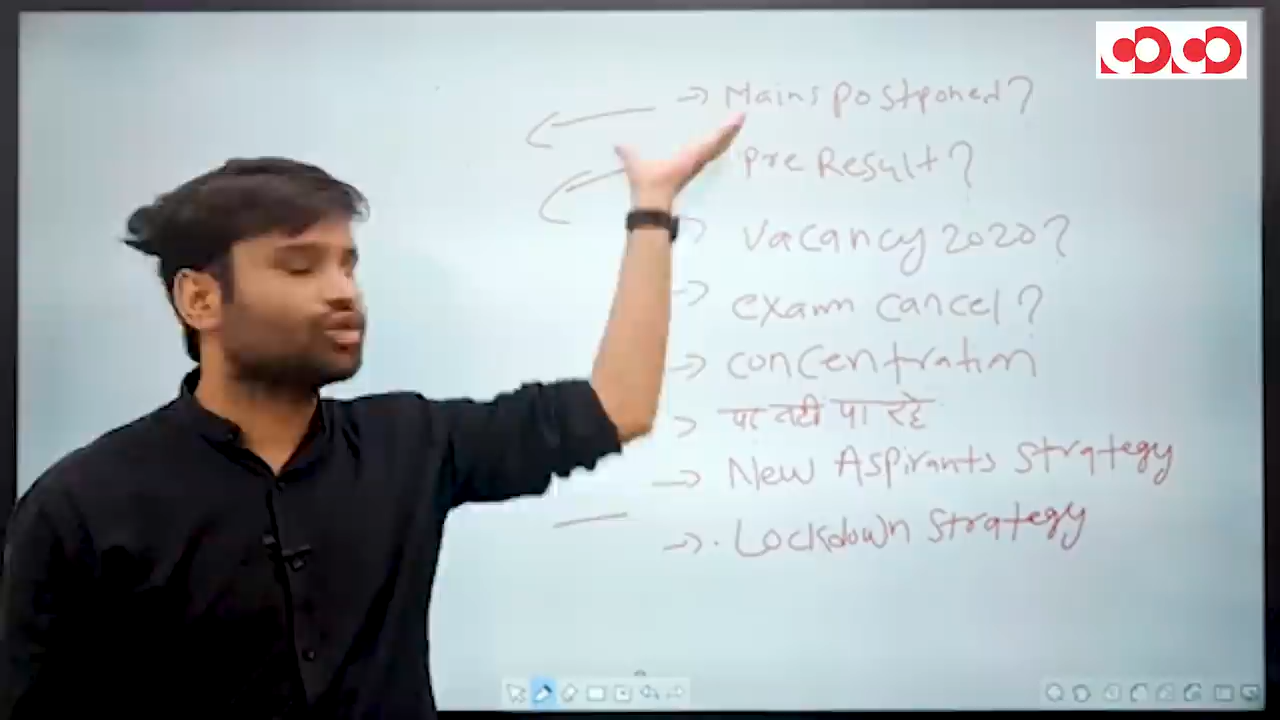 → Mains postponed?
Pre Result?
Vacancy 2020?
→ exam cancel?
→ concentration
→ पढ़ नही पा रहे
→ New Aspirants strategy
→ . Lockdown strategy